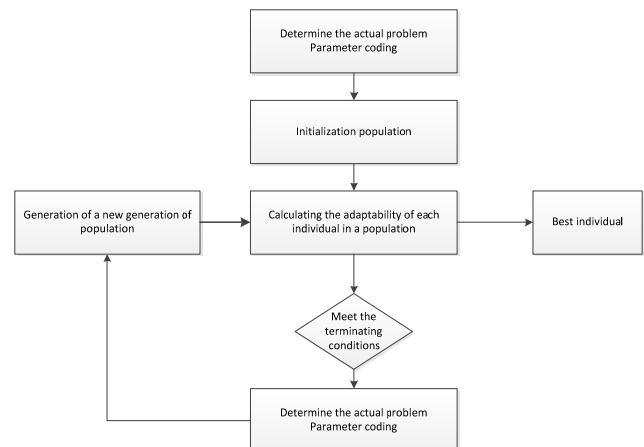 Determine the actual problem
Parameter coding
Initialization population
Generation of a new generation of
population
Calculating the adaptability of each
individual in a population
Best individual
Meet the
terminating
conditions
Determine the actual problem
Parameter coding